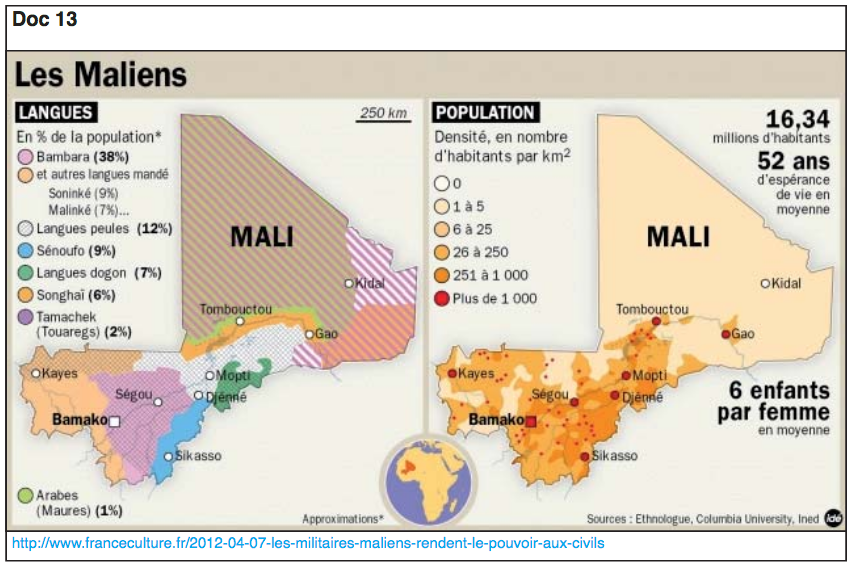 Doc 13
Les Maliens
LANGUES
250 km
En % de la population*
Bambara (38%)
et autres langues mandé
Soninké (9%)
Malinké (7%)...
Langues peules (12%)
Sénoufo (9%)
Langues dogon (7%)
Songhaï (6%)
Tamachek
(Touaregs) (2%)
MALI
Kidal
Tombouctou
Gao
Kayes
Mopti
Ségou
Djénné
Bamako
Sikasso
Arabes
(Maures) (1%)
Approximations*
POPULATION
Densité, en nombre
d'habitants par km2
0
1 à 5
6 à 25
26 à 250
251 à 1 000
Plus de 1 000
16,34
millions d'habitants
52 ans
d'espérance
de vie en
moyenne
MALI
Kidal
Tombouctou
Gao
Kayes
Mopti
Ségou
Djénné
Bamako
Sikasso
6 enfants
par femme
en moyenne
Sources : Ethnologue, Columbia University, Ined
idé
http://www.franceculture.fr/2012-04-07-les-militaires-maliens-rendent-le-pouvoir-aux-civils